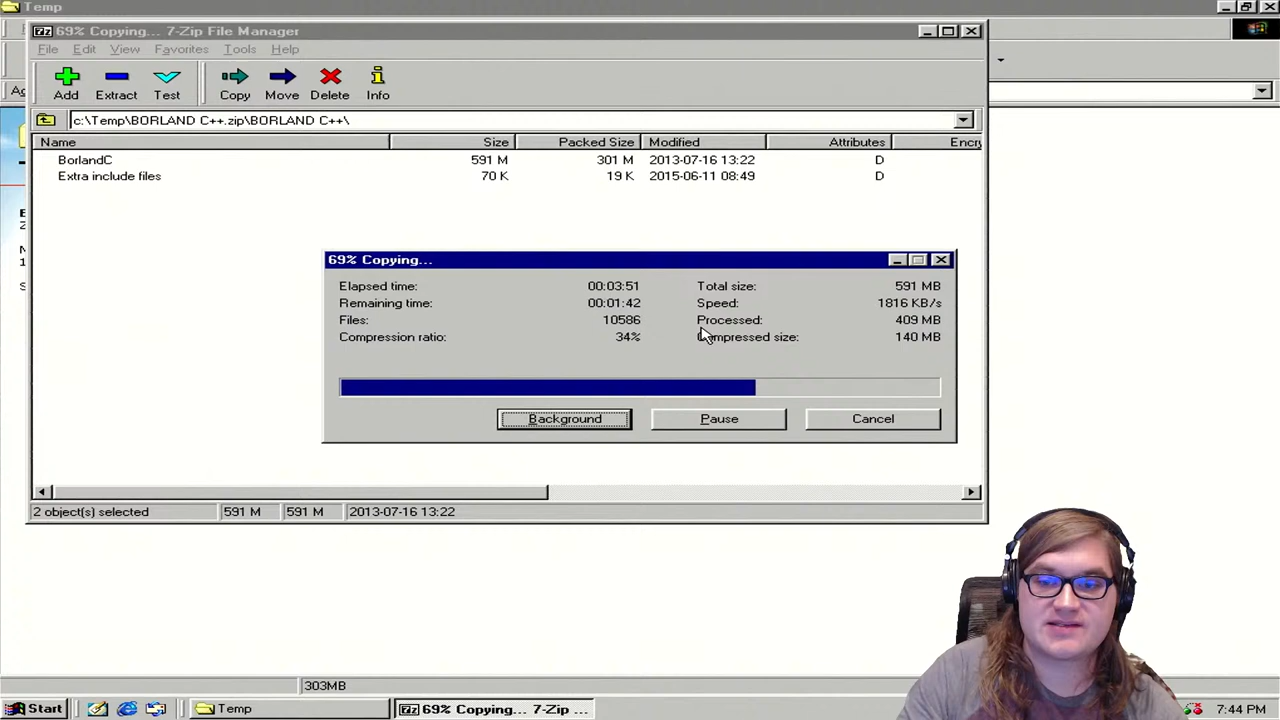 Temp
69% Copying... 7-Zip File Manager
File Edit View Favorites Tools Help
Add Extract Test Copy Move Delete Info
c:\Temp\BORLAND C++.zip\BORLAND C++\
Name Size Packed Size Modified Attributes Encry
BorlandC 591 M 301 M 2013-07-16 13:22 D
Extra include files 70 K 19 K 2015-06-11 08:49 D
69% Copying...
Elapsed time: 00:03:51 Total size: 591 MB
Remaining time: 00:01:42 Speed: 1816 KB/s
Files: 10586 Processed: 409 MB
Compression ratio: 34% Compressed size: 140 MB
Background Pause Cancel
2 object(s) selected 591 M 591 M 2013-07-16 13:22
303MB
Start Temp 69% Copying... 7-Zip ... 7:44 PM